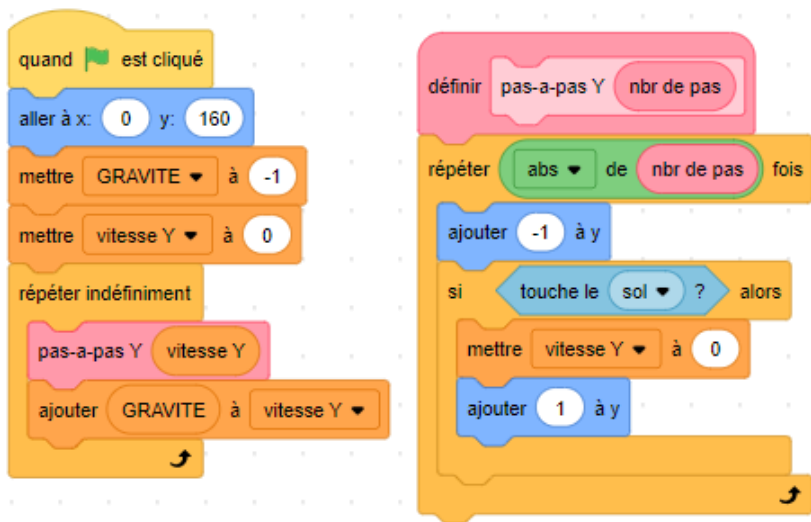 quand est cliqué
aller à x: 0 y: 160
mettre GRAVITE à -1
mettre vitesse Y à 0
répéter indéfiniment
pas-a-pas Y vitesse Y
ajouter GRAVITE à vitesse Y
définir pas-a-pas Y nbr de pas
répéter abs de nbr de pas fois
ajouter -1 à y
si touche le sol ? alors
mettre vitesse Y à 0
ajouter 1 à y